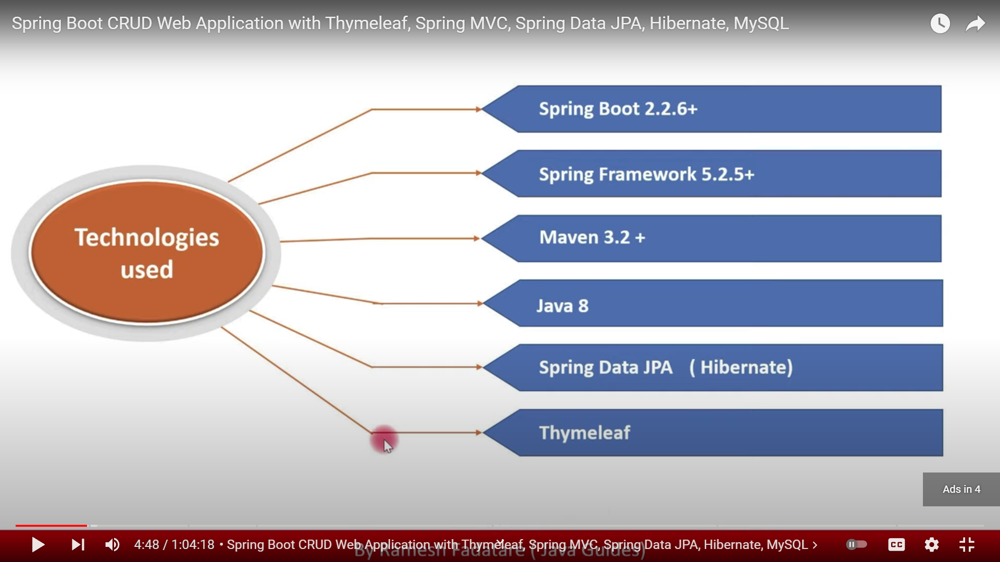 Spring Boot CRUD Web Application with Thymeleaf, Spring MVC, Spring Data JPA, Hibernate, MySQL
Technologies
used
Spring Boot 2.2.6+
Spring Framework 5.2.5+
Maven 3.2 +
Java 8
Spring Data JPA ( Hibernate)
Thymeleaf
Ads in 4
4:48 / 1:04:18 • Spring Boot CRUD Web Application with Thymeleaf, Spring MVC, Spring Data JPA, Hibernate, MySQL
CC
By Ramesh Fadatare ( Java Guides)